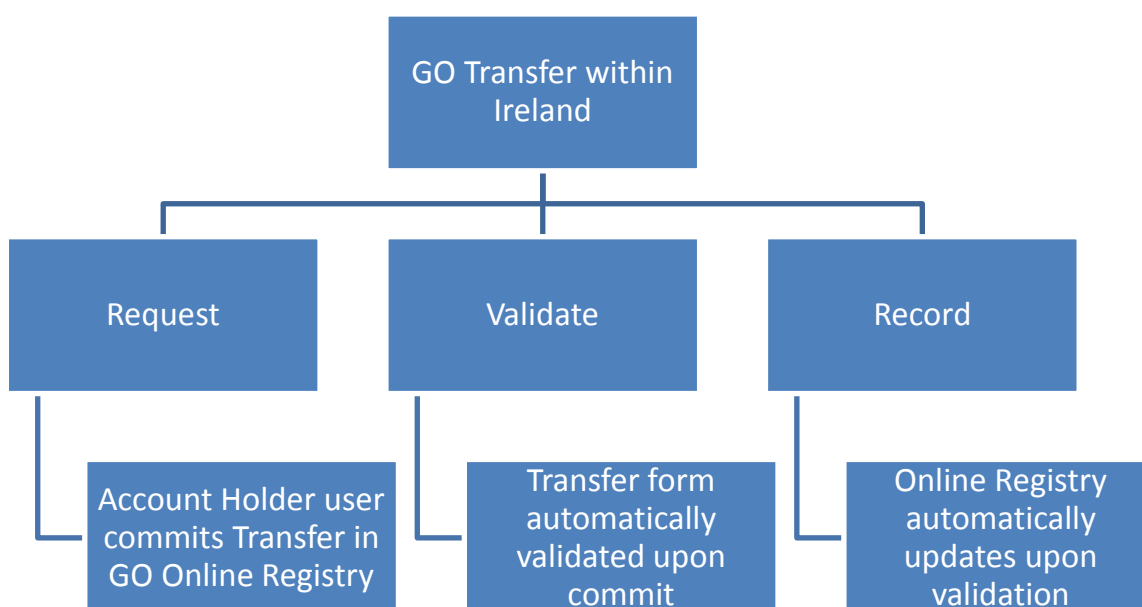 GO Transfer within
Ireland
Request
Validate
Record
Account Holder user
commits Transfer in
GO Online Registry
Transfer form
automatically
validated upon
commit
Online Registry
automatically
updates upon
validation